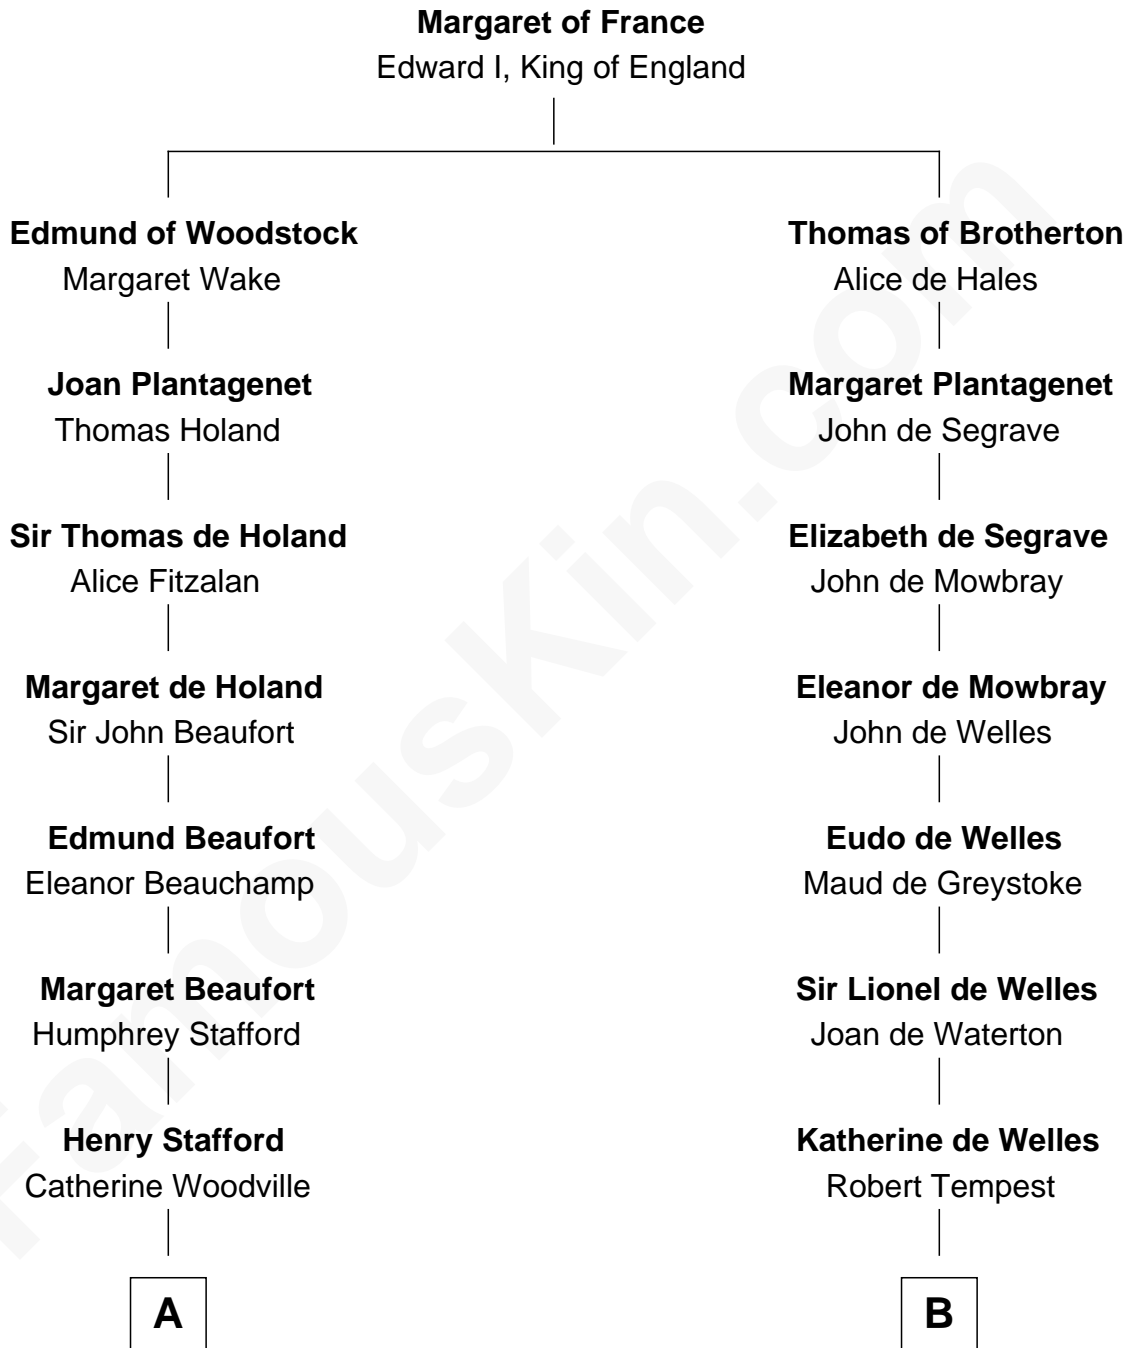 Margaret of France
Edward I, King of England
Edmund of Woodstock
Margaret Wake
Thomas of Brotherton
Alice de Hales
Joan Plantagenet
Thomas Holand
Margaret Plantagenet
John de Segrave
Sir Thomas de Holand
Alice Fitzalan
Elizabeth de Segrave
John de Mowbray
Margaret de Holand
Sir John Beaufort
Eleanor de Mowbray
John de Welles
Edmund Beaufort
Eleanor Beauchamp
Eudo de Welles
Maud de Greystoke
Margaret Beaufort
Humphrey Stafford
Sir Lionel de Welles
Joan de Waterton
Henry Stafford
Catherine Woodville
Katherine de Welles
Robert Tempest
A
B
FamousKin.com